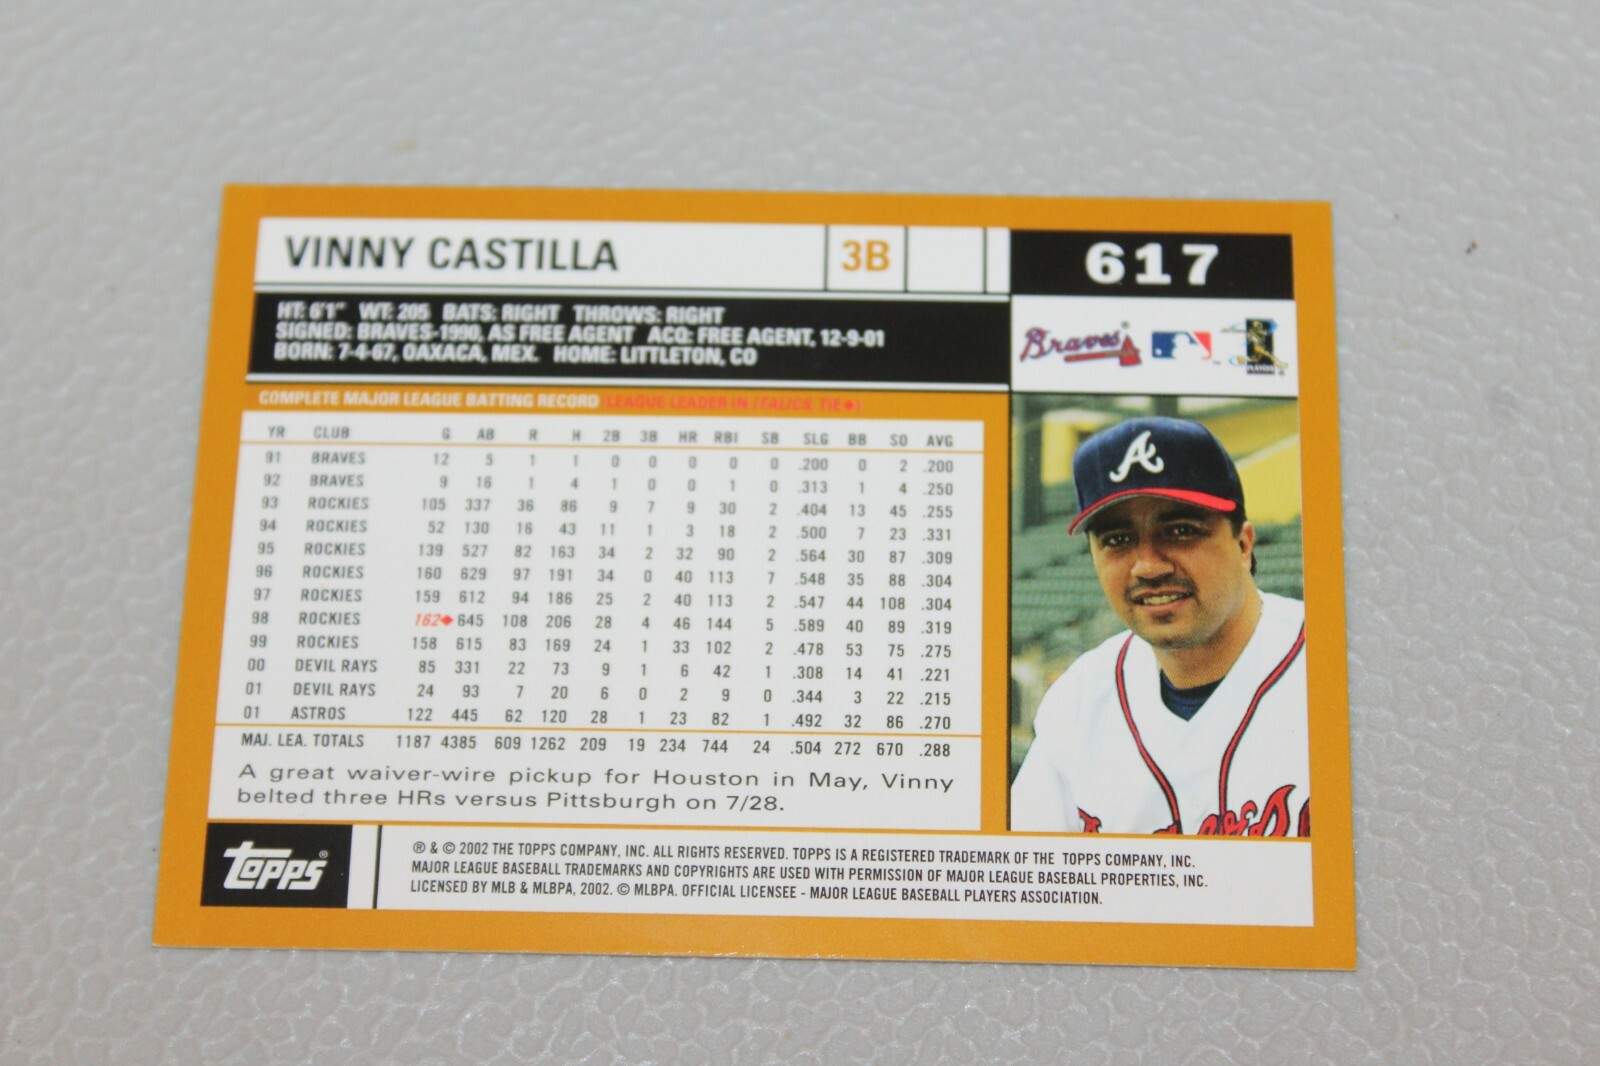 VINNY CASTILLA 3B 617
HT: 6'1" WT: 205 BATS: RIGHT THROWS: RIGHT
SIGNED: BRAVES-1990, AS FREE AGENT ACQ: FREE AGENT, 12-9-01
BORN: 7-4-67, OAXACA, MEX. HOME: LITTLETON, CO
Braves
COMPLETE MAJOR LEAGUE BATTING RECORD (LEAGUE LEADER IN ITALICS, TIE◆)
YR CLUB G AB R H 2B 3B HR RBI SB SLG BB SO AVG
91 BRAVES 12 5 1 1 0 0 0 0 0 .200 0 2 .200
92 BRAVES 9 16 1 4 1 0 0 1 0 .313 1 4 .250
93 ROCKIES 105 337 36 86 9 7 9 30 2 .404 13 45 .255
94 ROCKIES 52 130 16 43 11 1 3 18 2 .500 7 23 .331
95 ROCKIES 139 527 82 163 34 2 32 90 2 .564 30 87 .309
96 ROCKIES 160 629 97 191 34 0 40 113 7 .548 35 88 .304
97 ROCKIES 159 612 94 186 25 2 40 113 2 .547 44 108 .304
98 ROCKIES 162◆ 645 108 206 28 4 46 144 5 .589 40 89 .319
99 ROCKIES 158 615 83 169 24 1 33 102 2 .478 53 75 .275
00 DEVIL RAYS 85 331 22 73 9 1 6 42 1 .308 14 41 .221
01 DEVIL RAYS 24 93 7 20 6 0 2 9 0 .344 3 22 .215
01 ASTROS 122 445 62 120 28 1 23 82 1 .492 32 86 .270
MAJ. LEA. TOTALS 1187 4385 609 1262 209 19 234 744 24 .504 272 670 .288
A great waiver-wire pickup for Houston in May, Vinny
belted three HRs versus Pittsburgh on 7/28.
A
topps®
® & © 2002 THE TOPPS COMPANY, INC. ALL RIGHTS RESERVED. TOPPS IS A REGISTERED TRADEMARK OF THE TOPPS COMPANY, INC.
MAJOR LEAGUE BASEBALL TRADEMARKS AND COPYRIGHTS ARE USED WITH PERMISSION OF MAJOR LEAGUE BASEBALL PROPERTIES, INC.
LICENSED BY MLB & MLBPA, 2002. © MLBPA. OFFICIAL LICENSEE - MAJOR LEAGUE BASEBALL PLAYERS ASSOCIATION.